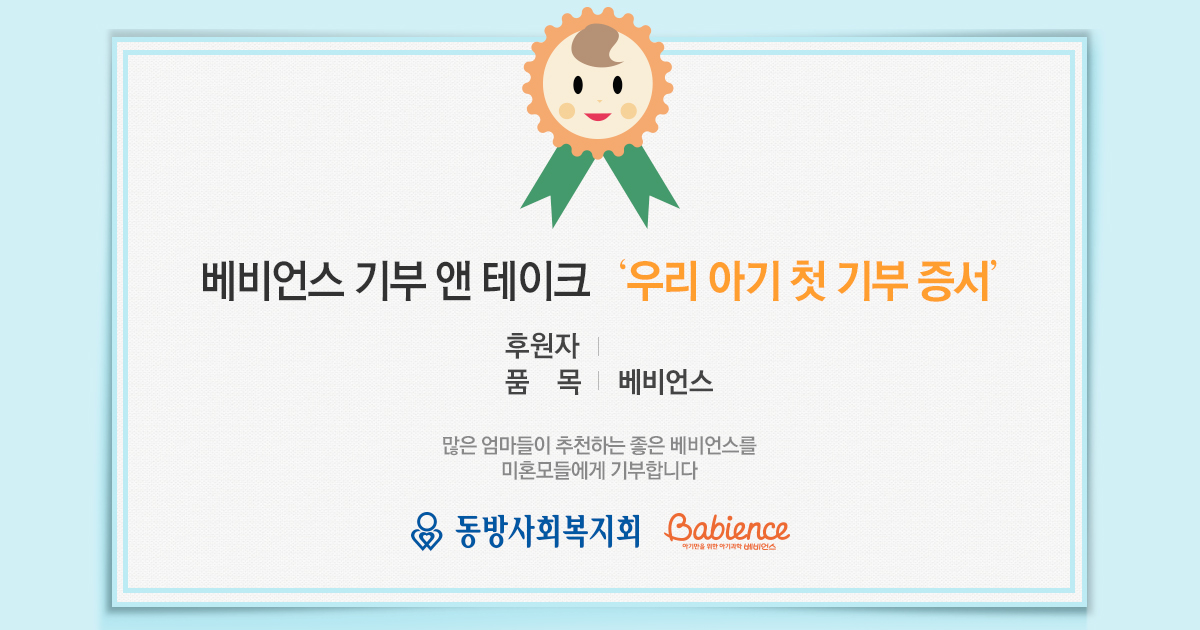 베비언스 기부 앤 테이크 ‘우리 아기 첫 기부 증서’
후원자 |
품 목 | 베비언스
많은 엄마들이 추천하는 좋은 베비언스를
미혼모들에게 기부합니다
동방사회복지회 Babience
아기만을 위한 아기과학 베비언스